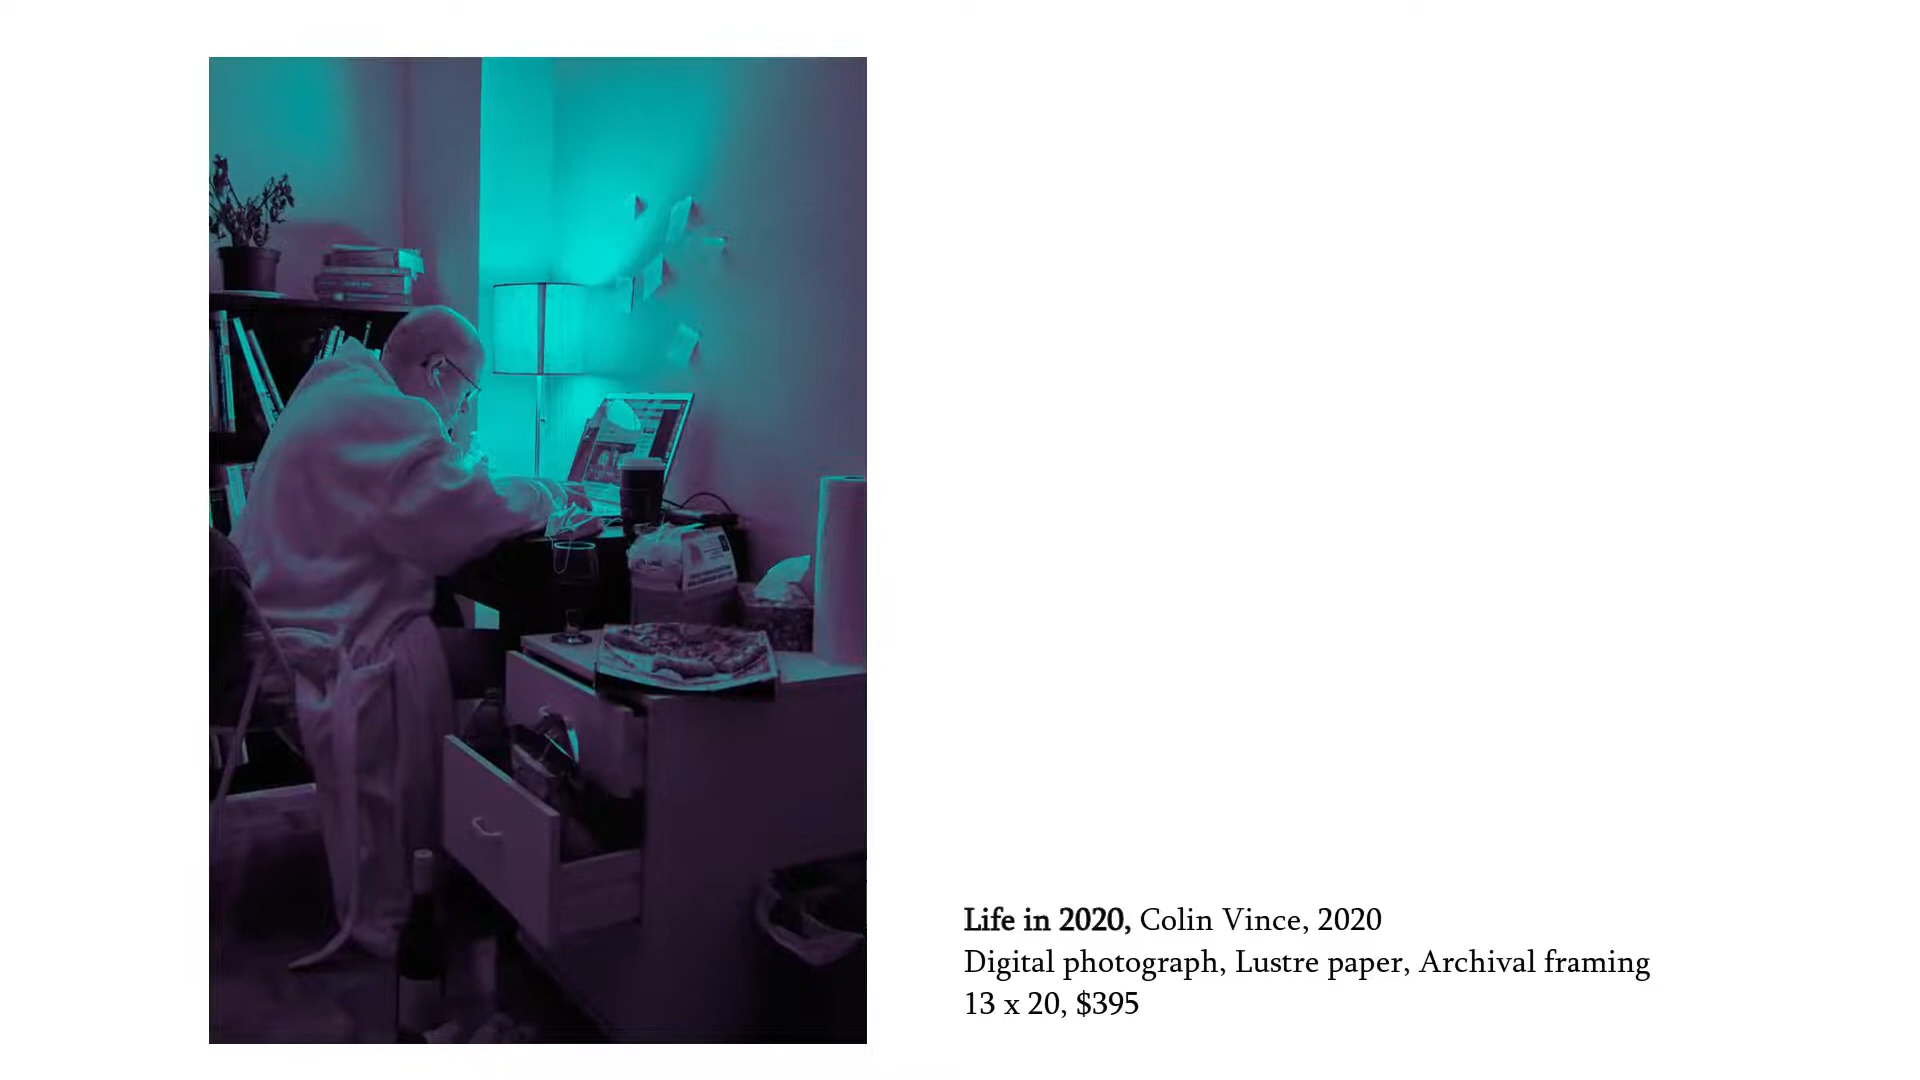 Life in 2020, Colin Vince, 2020
Digital photograph, Lustre paper, Archival framing
13 x 20, $395